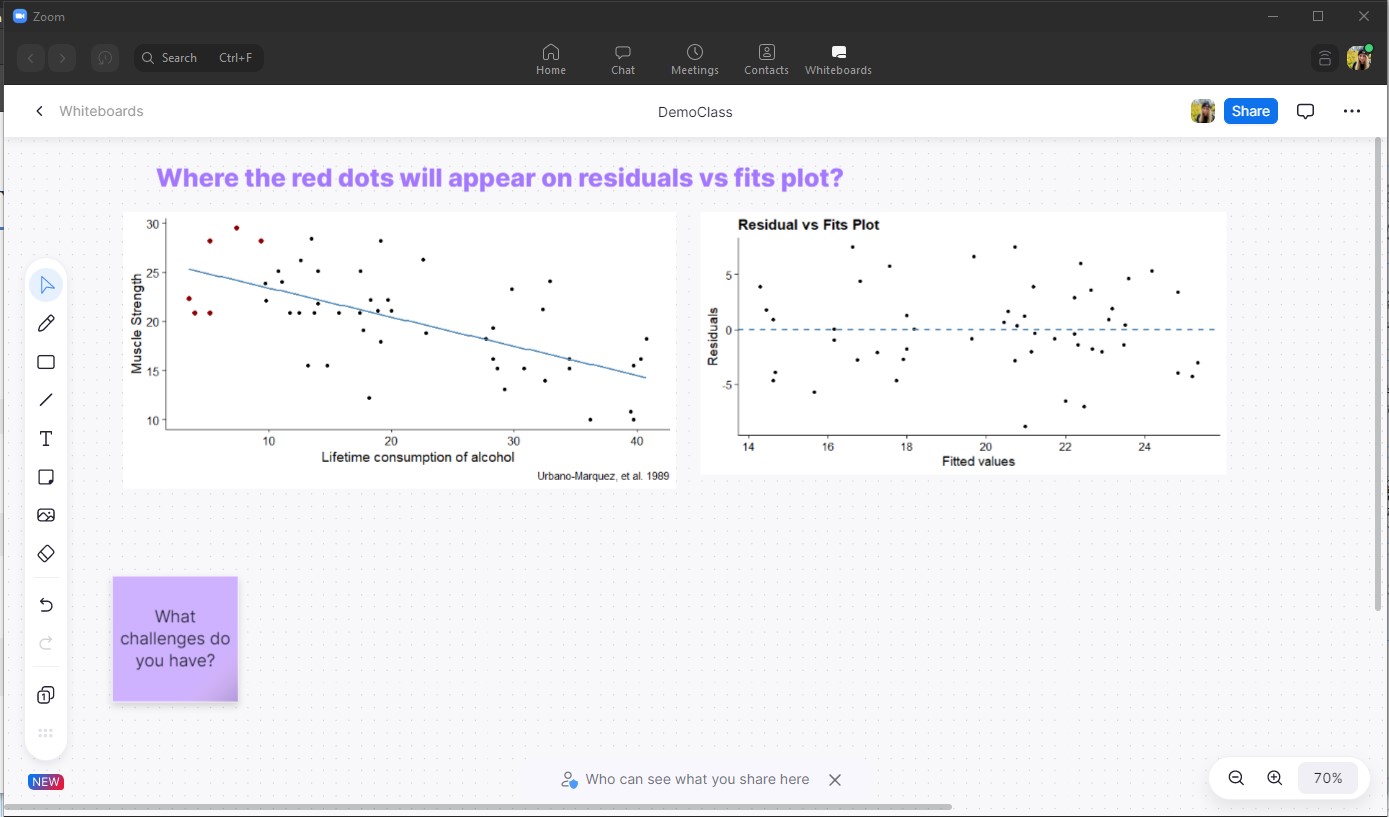 Zoom
Search Ctrl+F
Home Chat Meetings Contacts Whiteboards
Whiteboards
DemoClass
Share
Where the red dots will appear on residuals vs fits plot?
30
25
20
15
10
Muscle Strength
10 20 30 40
Lifetime consumption of alcohol
Urbano-Marquez, et al. 1989
Residual vs Fits Plot
5
0
-5
Residuals
14 16 18 20 22 24
Fitted values
T
1
What
challenges do
you have?
NEW
Who can see what you share here
70%